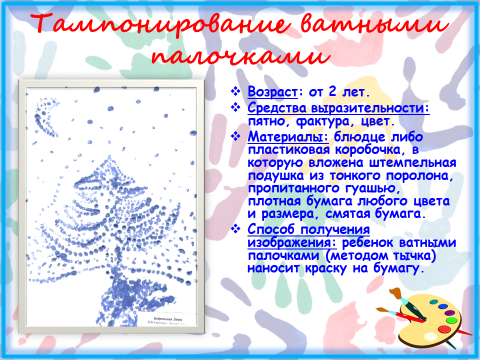 Тампонирование ватными
палочками
Возраст: от 2 лет.
Средства выразительности:
пятно, фактура, цвет.
Материалы: блюдце либо
пластиковая коробочка, в
которую вложена штемпельная
подушка из тонкого поролона,
пропитанного гуашью,
плотная бумага любого цвета
и размера, смятая бумага.
Способ получения
изображения: ребенок ватными
палочками (методом тычка)
наносит краску на бумагу.